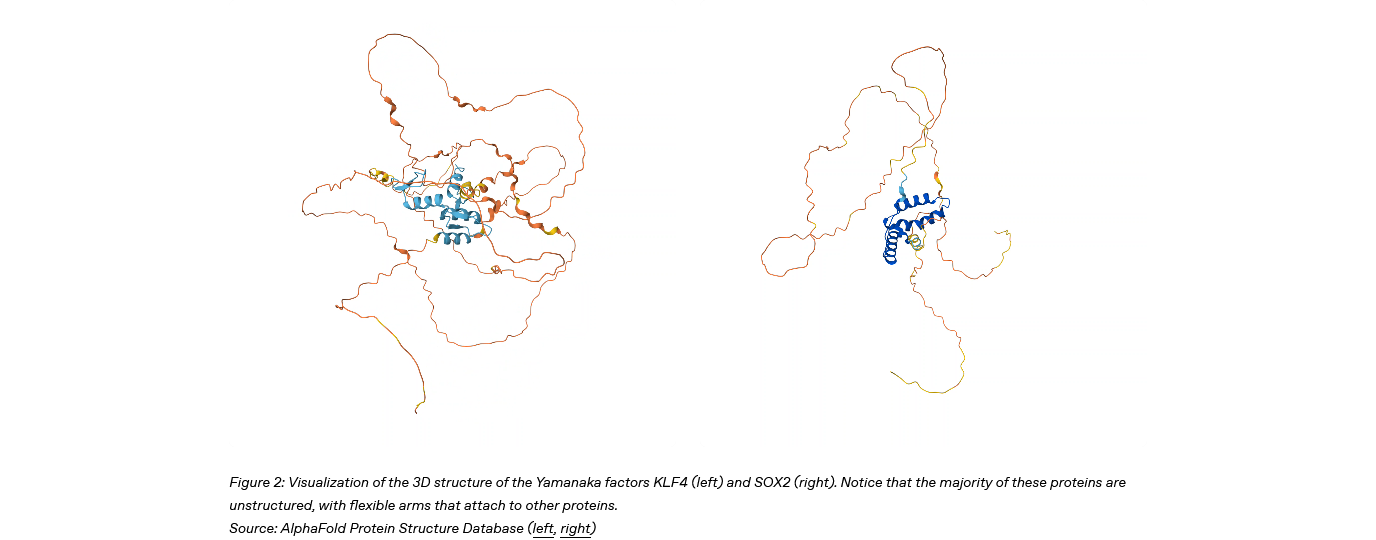 Figure 2: Visualization of the 3D structure of the Yamanaka factors KLF4 (left) and SOX2 (right). Notice that the majority of these proteins are
unstructured, with flexible arms that attach to other proteins.
Source: AlphaFold Protein Structure Database (left, right)